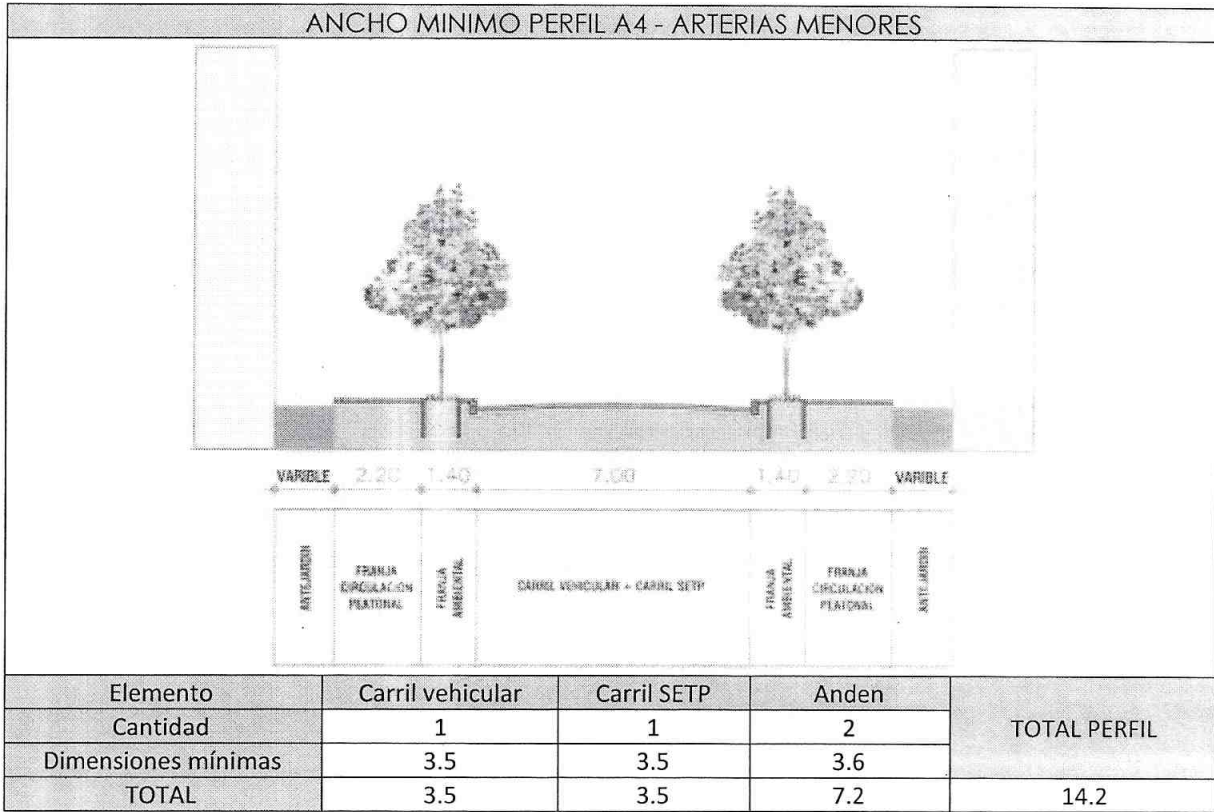 ANCHO MINIMO PERFIL A4 - ARTERIAS MENORES
VARIBLE 2.20 1.40 7.00 1.40 2.20 VARIBLE
ANTEJARDIN
FRANJA
CIRCULACION
PEATONAL
FRANJA
AMBIENTAL
CARRIL VEHICULAR + CARRIL SETP
FRANJA
AMBIENTAL
FRANJA
CIRCULACION
PEATONAL
ANTEJARDIN
Elemento Carril vehicular Carril SETP Anden TOTAL PERFIL
Cantidad 1 1 2
Dimensiones mínimas 3.5 3.5 3.6
TOTAL 3.5 3.5 7.2 14.2